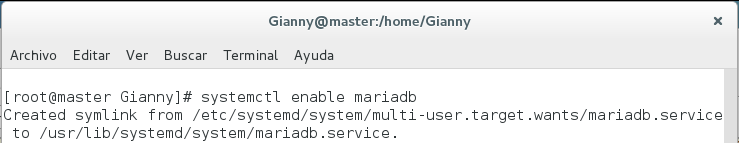 Gianny@master:/home/Gianny
Archivo Editar Ver Buscar Terminal Ayuda
[root@master Gianny]# systemctl enable mariadb
Created symlink from /etc/systemd/system/multi-user.target.wants/mariadb.service
 to /usr/lib/systemd/system/mariadb.service.